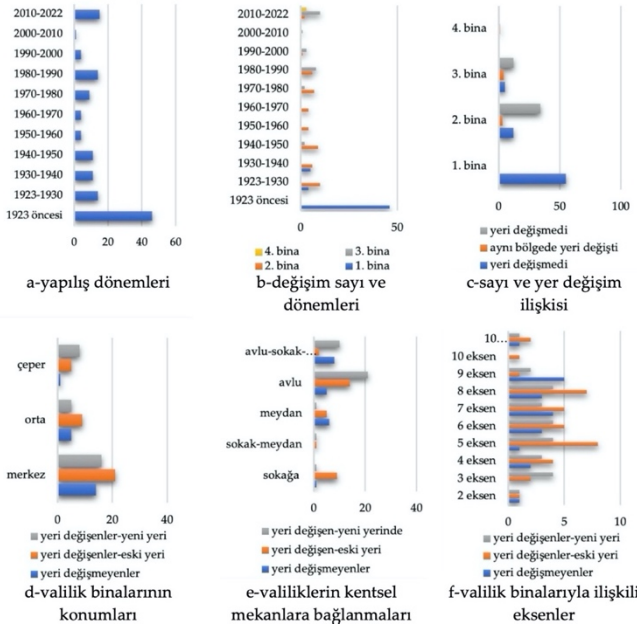 2010-2022
2000-2010
1990-2000
1980-1990
1970-1980
1960-1970
1950-1960
1940-1950
1930-1940
1923-1930
1923 öncesi
0 20 40 60
a-yapılış dönemleri
2010-2022
2000-2010
1990-2000
1980-1990
1970-1980
1960-1970
1950-1960
1940-1950
1930-1940
1923-1930
1923 öncesi
0 50
4. bina 3. bina
2. bina 1. bina
b-değişim sayı ve
dönemleri
4. bina
3. bina
2. bina
1. bina
0 50 100
yeri değişmedi
aynı bölgede yeri değişti
yeri değişmedi
c-sayı ve yer değişim
ilişkisi
çeper
orta
merkez
0 20 40
yeri değişenler-yeni yeri
yeri değişenler-eski yeri
yeri değişmeyenler
d-valilik binalarının
konumları
avlu-sokak-…
avlu
meydan
sokak-meydan
sokağa
0 20 40
yeri değişen-yeni yerinde
yeri değişen-eski yeri
yeri değişmeyenler
e-valiliklerin kentsel
mekanlara bağlanmaları
10…
10 eksen
9 eksen
8 eksen
7 eksen
6 eksen
5 eksen
4 eksen
3 eksen
2 eksen
0 5 10
yeri değişenler-yeni yeri
yeri değişenler-eski yeri
yeri değişmeyenler
f-valilik binalarıyla ilişkili
eksenler